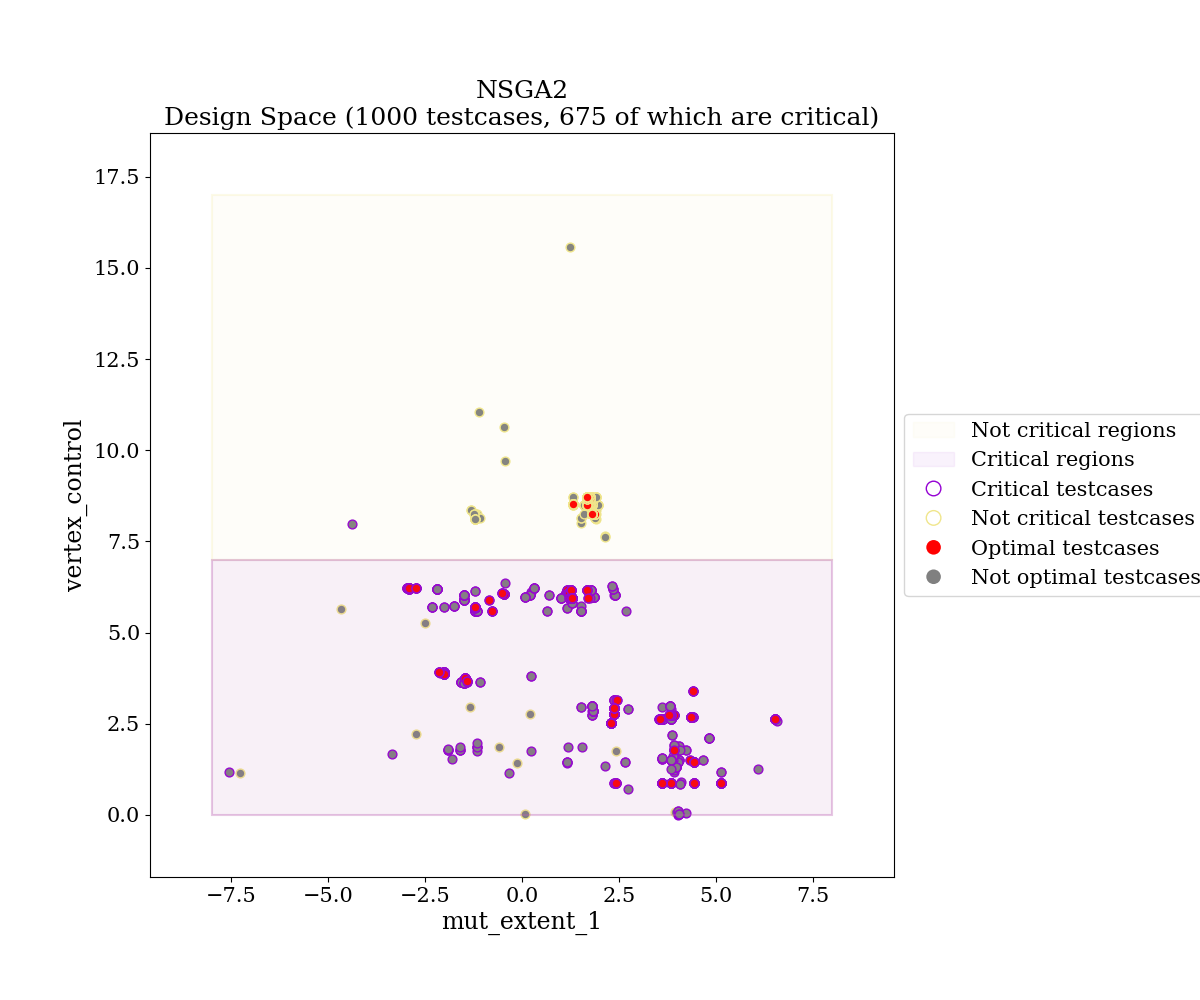 NSGA2
Design Space (1000 testcases, 675 of which are critical)
17.5
15.0
12.5
10.0
7.5
5.0
2.5
0.0
vertex_control
−7.5
−5.0
−2.5
0.0
2.5
5.0
7.5
mut_extent_1
Not critical regions
Critical regions
Critical testcases
Not critical testcases
Optimal testcases
Not optimal testcases